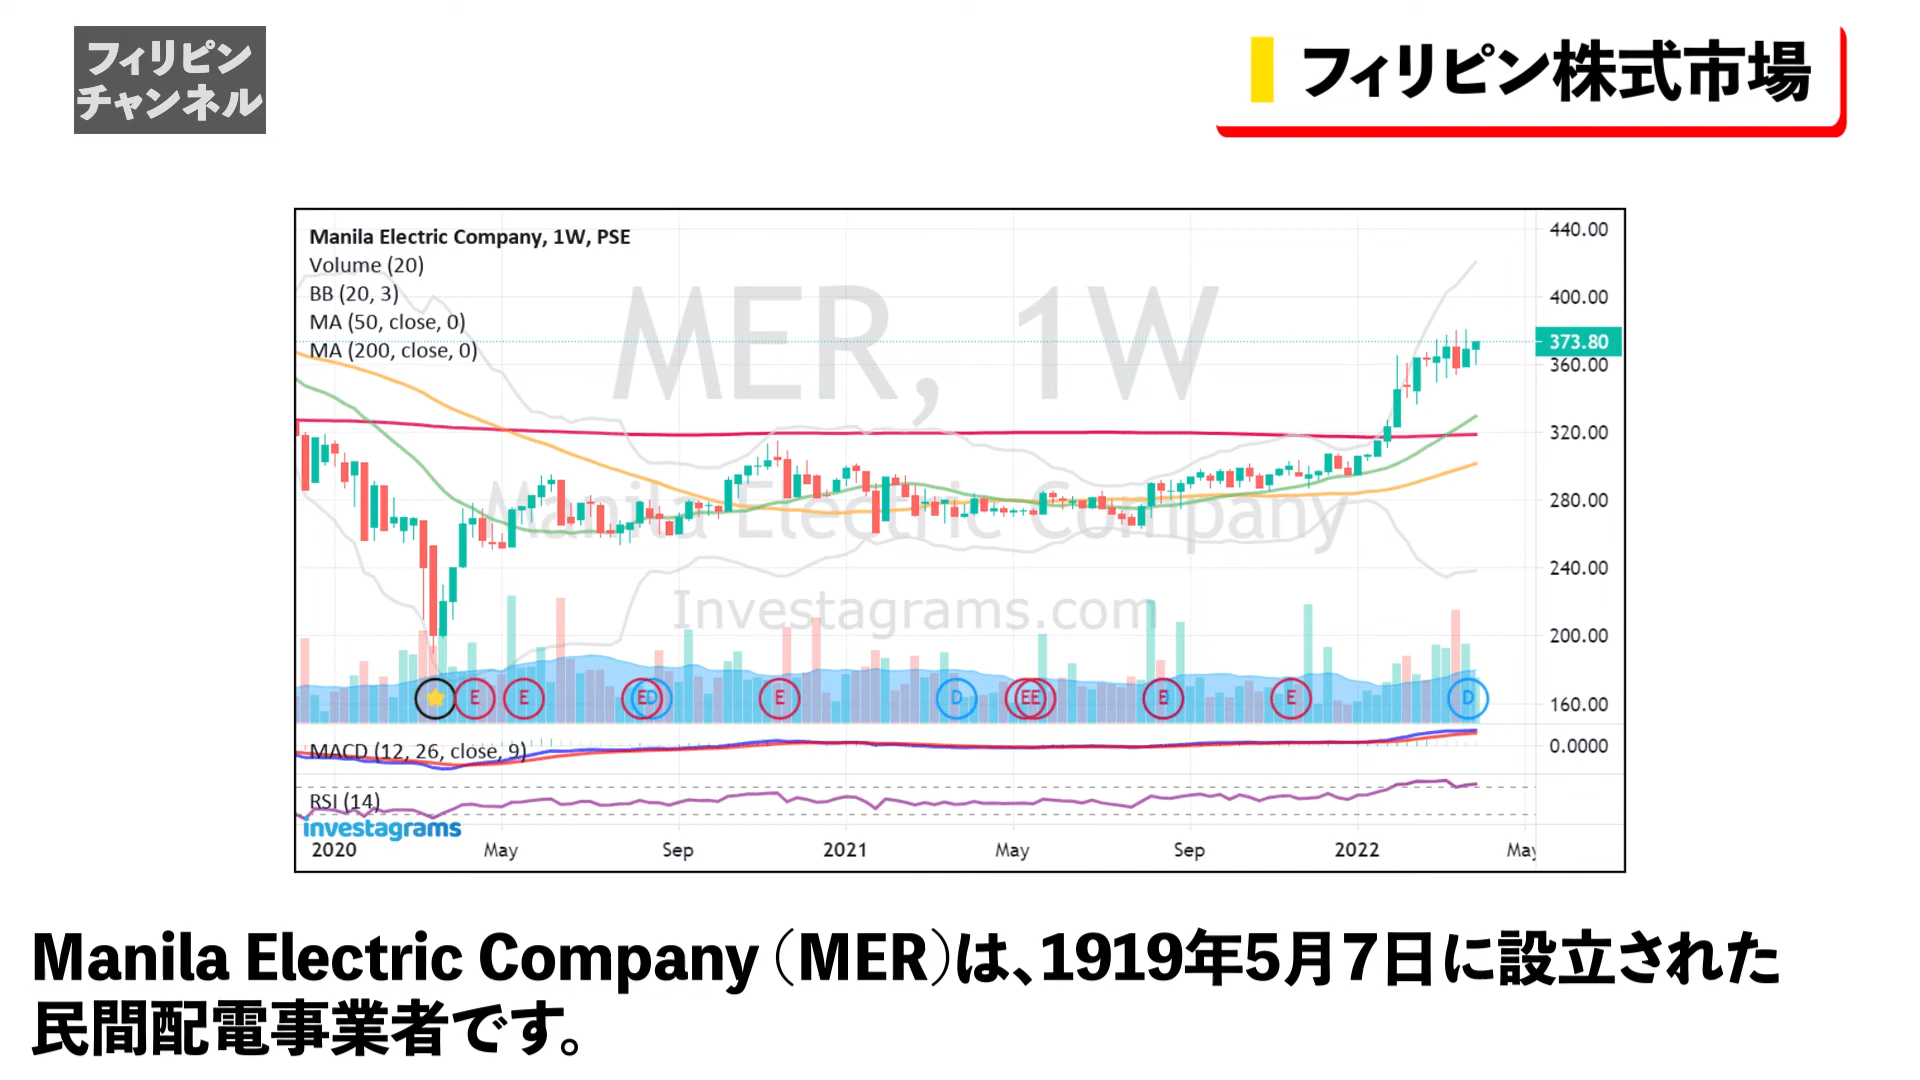 フィリピン
チャンネル
フィリピン株式市場
Manila Electric Company, 1W, PSE
Volume (20)
BB (20, 3)
MA (50, close, 0)
MA (200, close, 0)
MER, 1W
Manila Electric Company
Investagrams.com
440.00
400.00
373.80
360.00
320.00
280.00
240.00
200.00
160.00
E E E D E D E E E E D
MACD (12, 26, close, 9)
0.0000
RSI (14)
investagrams
2020 May Sep 2021 May Sep 2022 May
Manila Electric Company（MER）は、1919年5月7日に設立された
民間配電事業者です。